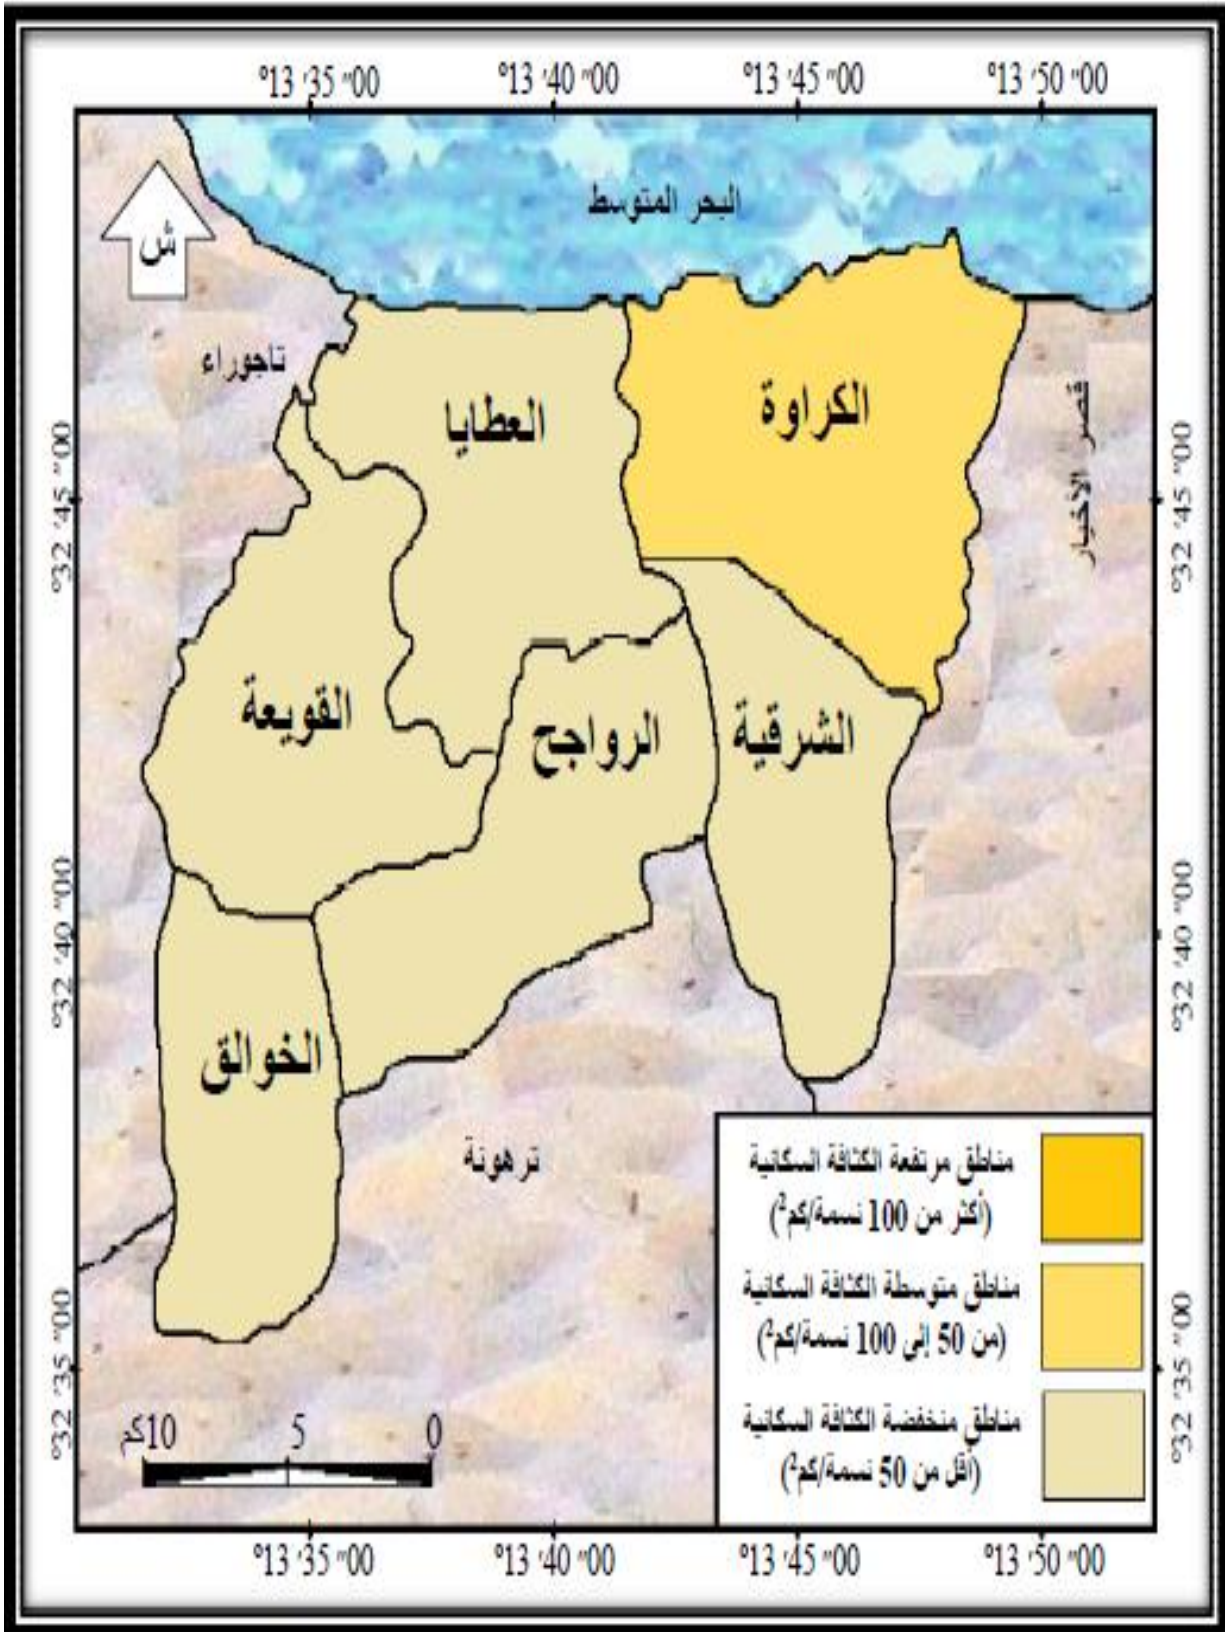 °13 '35 "00
°13 '40 "00
°13 '45 "00
°13 '50 "00
البحر المتوسط
ش
تاجوراء
العطايا
الكراوة
قصر الأخيار
°32 '45 "00
°32 '45 "00
القويعة
الرواجح
الشرقية
°32 '40 "00
°32 '40 "00
الخوالق
ترهونة
مناطق مرتفعة الكثافة السكانية
(أكثر من 100 نسمة/كم²)
مناطق متوسطة الكثافة السكانية
(من 50 إلى 100 نسمة/كم²)
مناطق منخفضة الكثافة السكانية
(أقل من 50 نسمة/كم²)
°32 '35 "00
°32 '35 "00
0 5 10كم
°13 '35 "00
°13 '40 "00
°13 '45 "00
°13 '50 "00